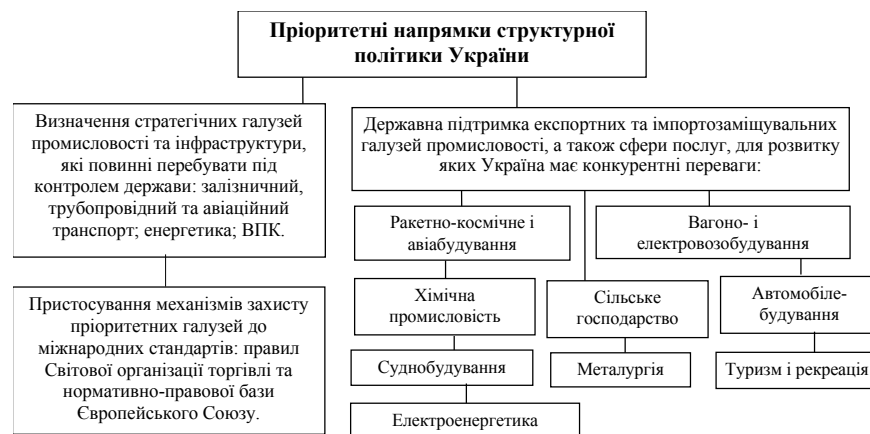 Пріоритетні напрямки структурної
політики України
Визначення стратегічних галузей
промисловості та інфраструктури,
які повинні перебувати під
контролем держави: залізничний,
трубопровідний та авіаційний
транспорт; енергетика; ВПК.
Пристосування механізмів захисту
пріоритетних галузей до
міжнародних стандартів: правил
Світової організації торгівлі та
нормативно-правової бази
Європейського Союзу.
Державна підтримка експортних та імпортозаміщувальних
галузей промисловості, а також сфери послуг, для розвитку
яких Україна має конкурентні переваги:
Ракетно-космічне і
авіабудування
Вагоно- і
електровозобудування
Хімічна
промисловість
Сільське
господарство
Автомобіле-
будування
Суднобудування
Металургія
Туризм і рекреація
Електроенергетика